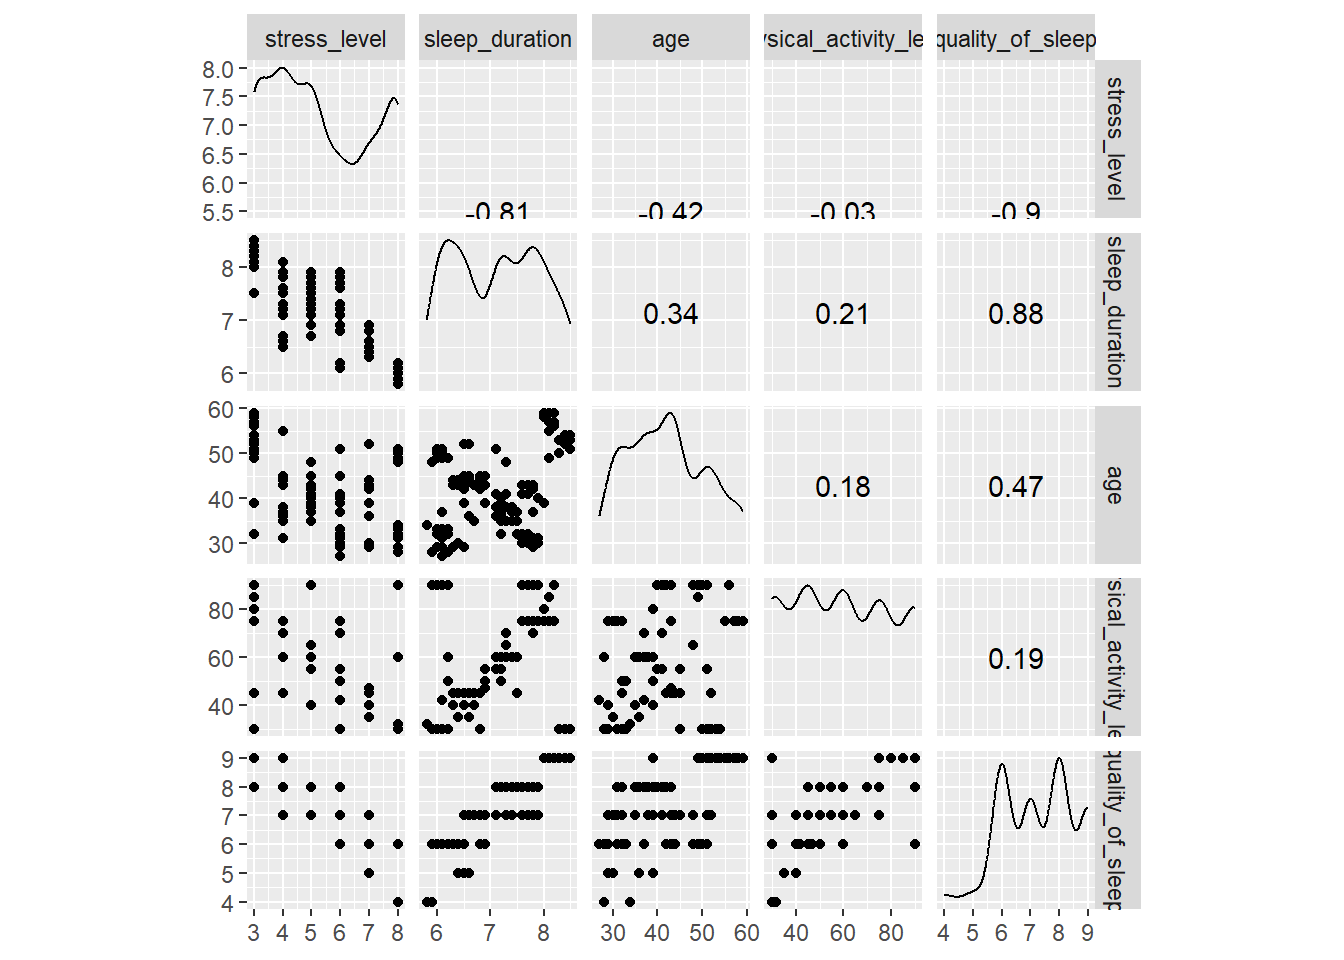 stress_level sleep_duration age ysical_activity_le quality_of_sleep
8.0
7.5
7.0
6.5
6.0
5.5
-0.81 -0.42 -0.03 -0.9
stress_level
8
7
6
0.34 0.21 0.88
sleep_duration
60
50
40
30
0.18 0.47
age
80
60
40
0.19
sical_activity_le
9
8
7
6
5
4
quality_of_sleep
3 4 5 6 7 8 6 7 8 30 40 50 60 40 60 80 4 5 6 7 8 9